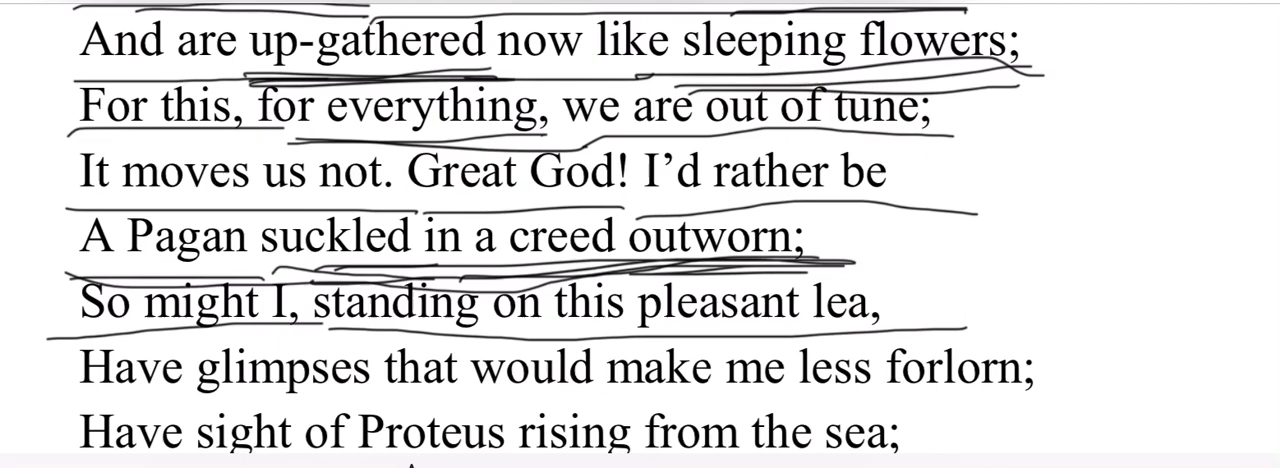 And are up-gathered now like sleeping flowers;
For this, for everything, we are out of tune;
It moves us not. Great God! I’d rather be
A Pagan suckled in a creed outworn;
So might I, standing on this pleasant lea,
Have glimpses that would make me less forlorn;
Have sight of Proteus rising from the sea;